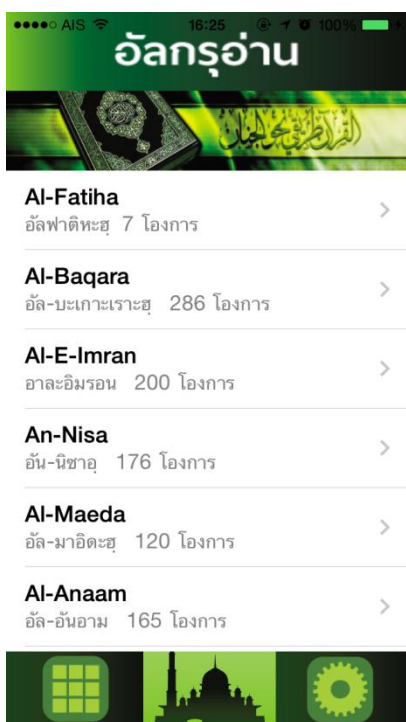 AIS 16:25 100%
อัลกรุอ่าน
القرآن طريقي نحو الجنان
Al-Fatiha
อัลฟาติหะฮฺ 7 โองการ
Al-Baqara
อัล-บะเกาะเราะฮฺ 286 โองการ
Al-E-Imran
อาละอิมรอน 200 โองการ
An-Nisa
อัน-นิซาอฺ 176 โองการ
Al-Maeda
อัล-มาอิดะฮฺ 120 โองการ
Al-Anaam
อัล-อันอาม 165 โองการ